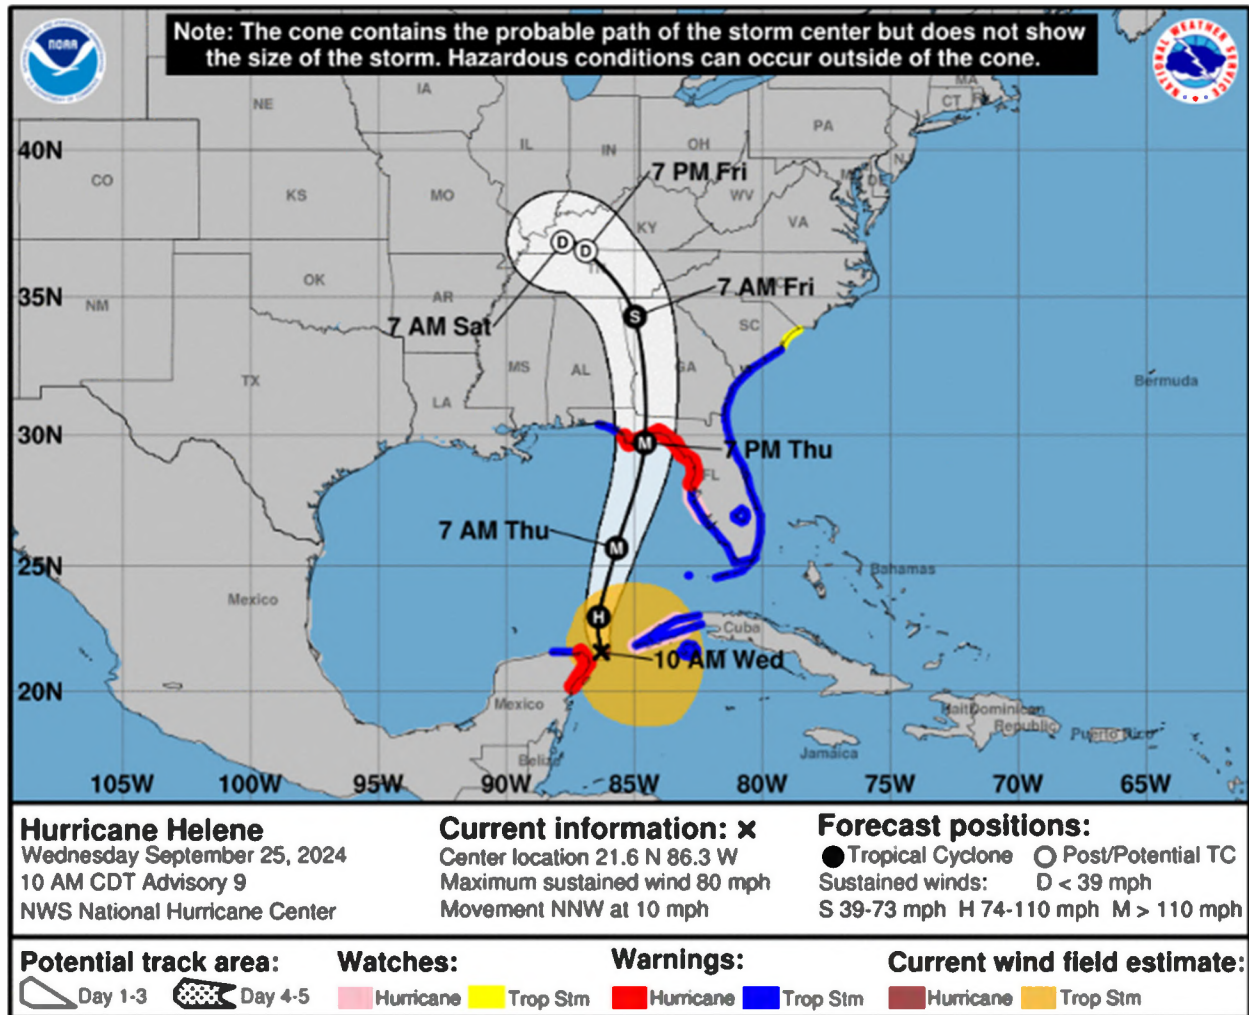 Note: The cone contains the probable path of the storm center but does not show
the size of the storm. Hazardous conditions can occur outside of the cone.
NOAA
NATIONAL WEATHER SERVICE
MA
CT
NE
IA
PA
40N
IL
IN
OH
NJ
CO
7 PM Fri
DE
KS
MO
WV
KY
VA
D
D
TN
OK
7 AM Fri
35N
AR
NM
S
7 AM Sat
SC
MS
AL
GA
TX
Bermuda
LA
30N
M
7 PM Thu
FL
7 AM Thu
M
25N
Bahamas
Mexico
H
Cuba
10 AM Wed
20N
Mexico
Haiti
Dominican
Republic
Puerto Rico
Jamaica
Belize
105W 100W 95W 90W 85W 80W 75W 70W 65W
Hurricane Helene
Wednesday September 25, 2024
10 AM CDT Advisory 9
NWS National Hurricane Center
Current information: x
Center location 21.6 N 86.3 W
Maximum sustained wind 80 mph
Movement NNW at 10 mph
Forecast positions:
Tropical Cyclone Post/Potential TC
Sustained winds: D < 39 mph
S 39-73 mph H 74-110 mph M > 110 mph
Potential track area:
Day 1-3 Day 4-5
Watches:
Hurricane Trop Stm
Warnings:
Hurricane Trop Stm
Current wind field estimate:
Hurricane Trop Stm